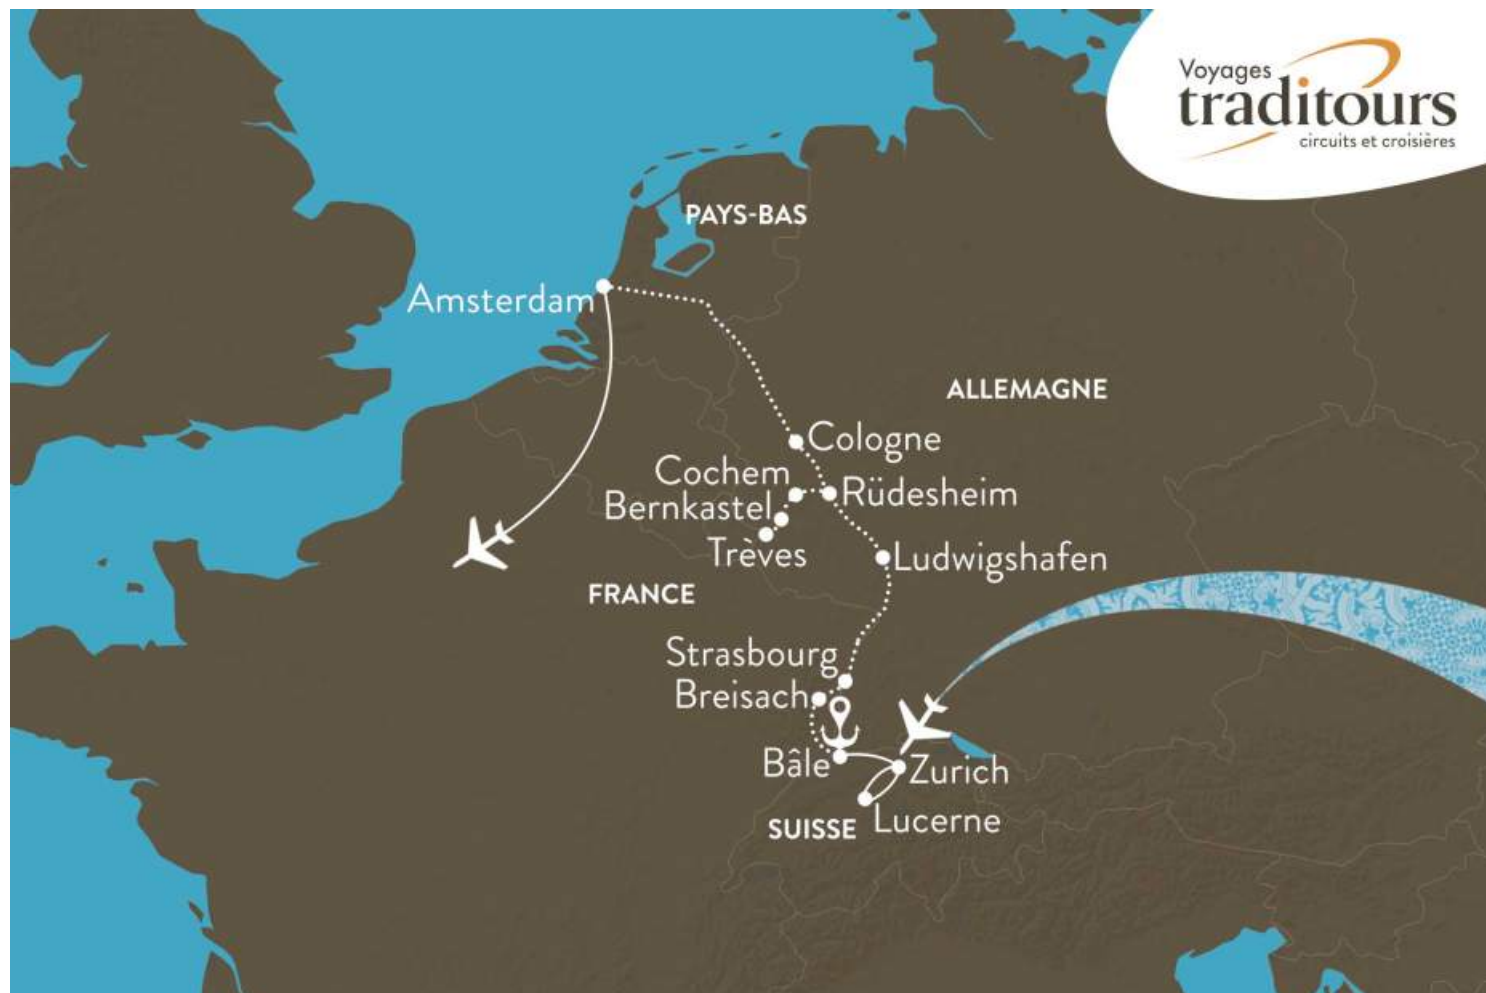 Voyages
traditours
circuits et croisières
PAYS-BAS
Amsterdam
ALLEMAGNE
Cologne
Cochem
Rüdesheim
Bernkastel
Trèves
Ludwigshafen
FRANCE
Strasbourg
Breisach
Bâle
Zurich
Lucerne
SUISSE